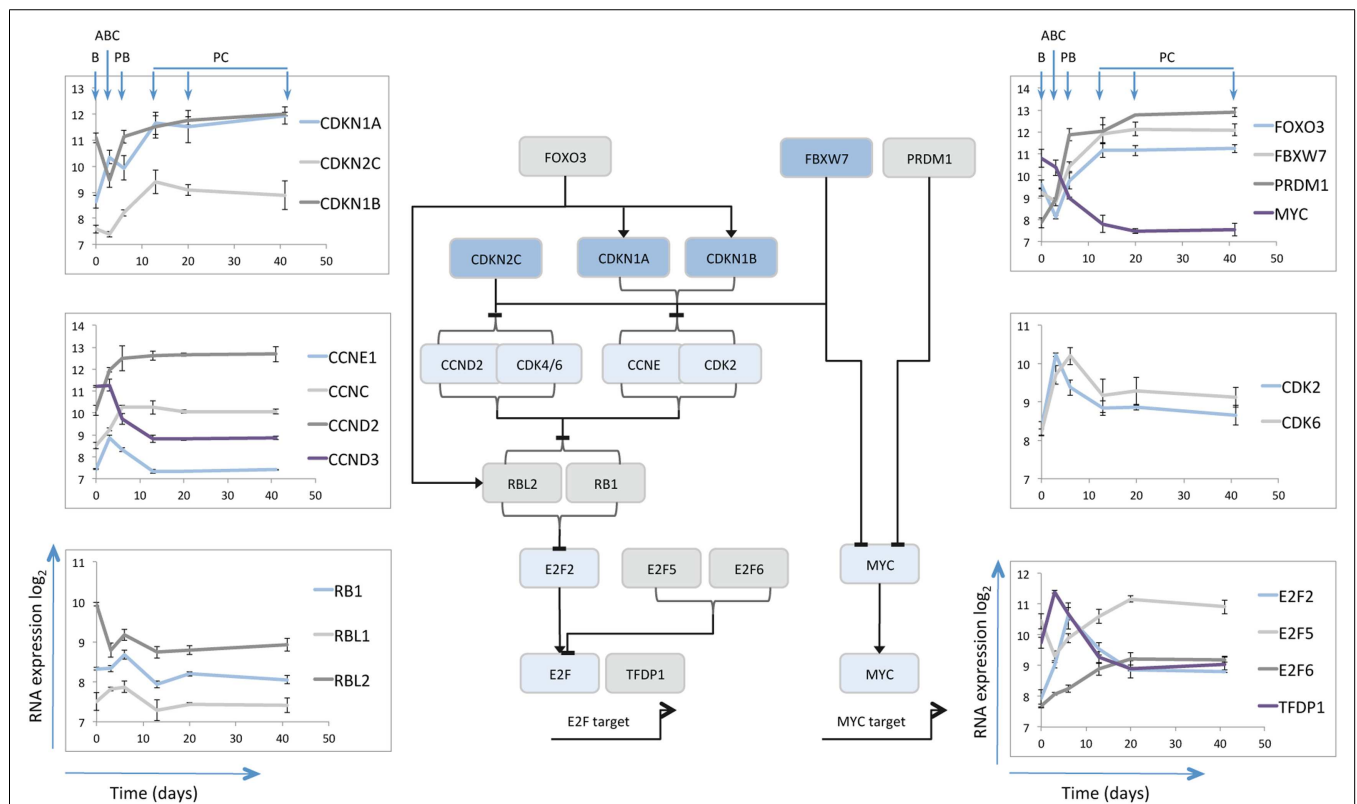 ABC
B PB PC
13
12
11
10
9
8
7
0 10 20 30 40 50
CDKN1A
CDKN2C
CDKN1B
14
13
12
11
10
9
8
7
0 10 20 30 40 50
CCNE1
CCNC
CCND2
CCND3
11
10
9
8
7
0 10 20 30 40 50
RB1
RBL1
RBL2
RNA expression log2
Time (days)
FOXO3 FBXW7 PRDM1
CDKN2C CDKN1A CDKN1B
CCND2 CDK4/6 CCNE CDK2
RBL2 RB1
E2F2 E2F5 E2F6 MYC
E2F TFDP1 MYC
E2F target MYC target
ABC
B PB PC
14
13
12
11
10
9
8
7
0 10 20 30 40 50
FOXO3
FBXW7
PRDM1
MYC
11
10
9
8
7
0 10 20 30 40 50
CDK2
CDK6
12
11
10
9
8
7
0 10 20 30 40 50
E2F2
E2F5
E2F6
TFDP1
RNA expression log2
Time (days)